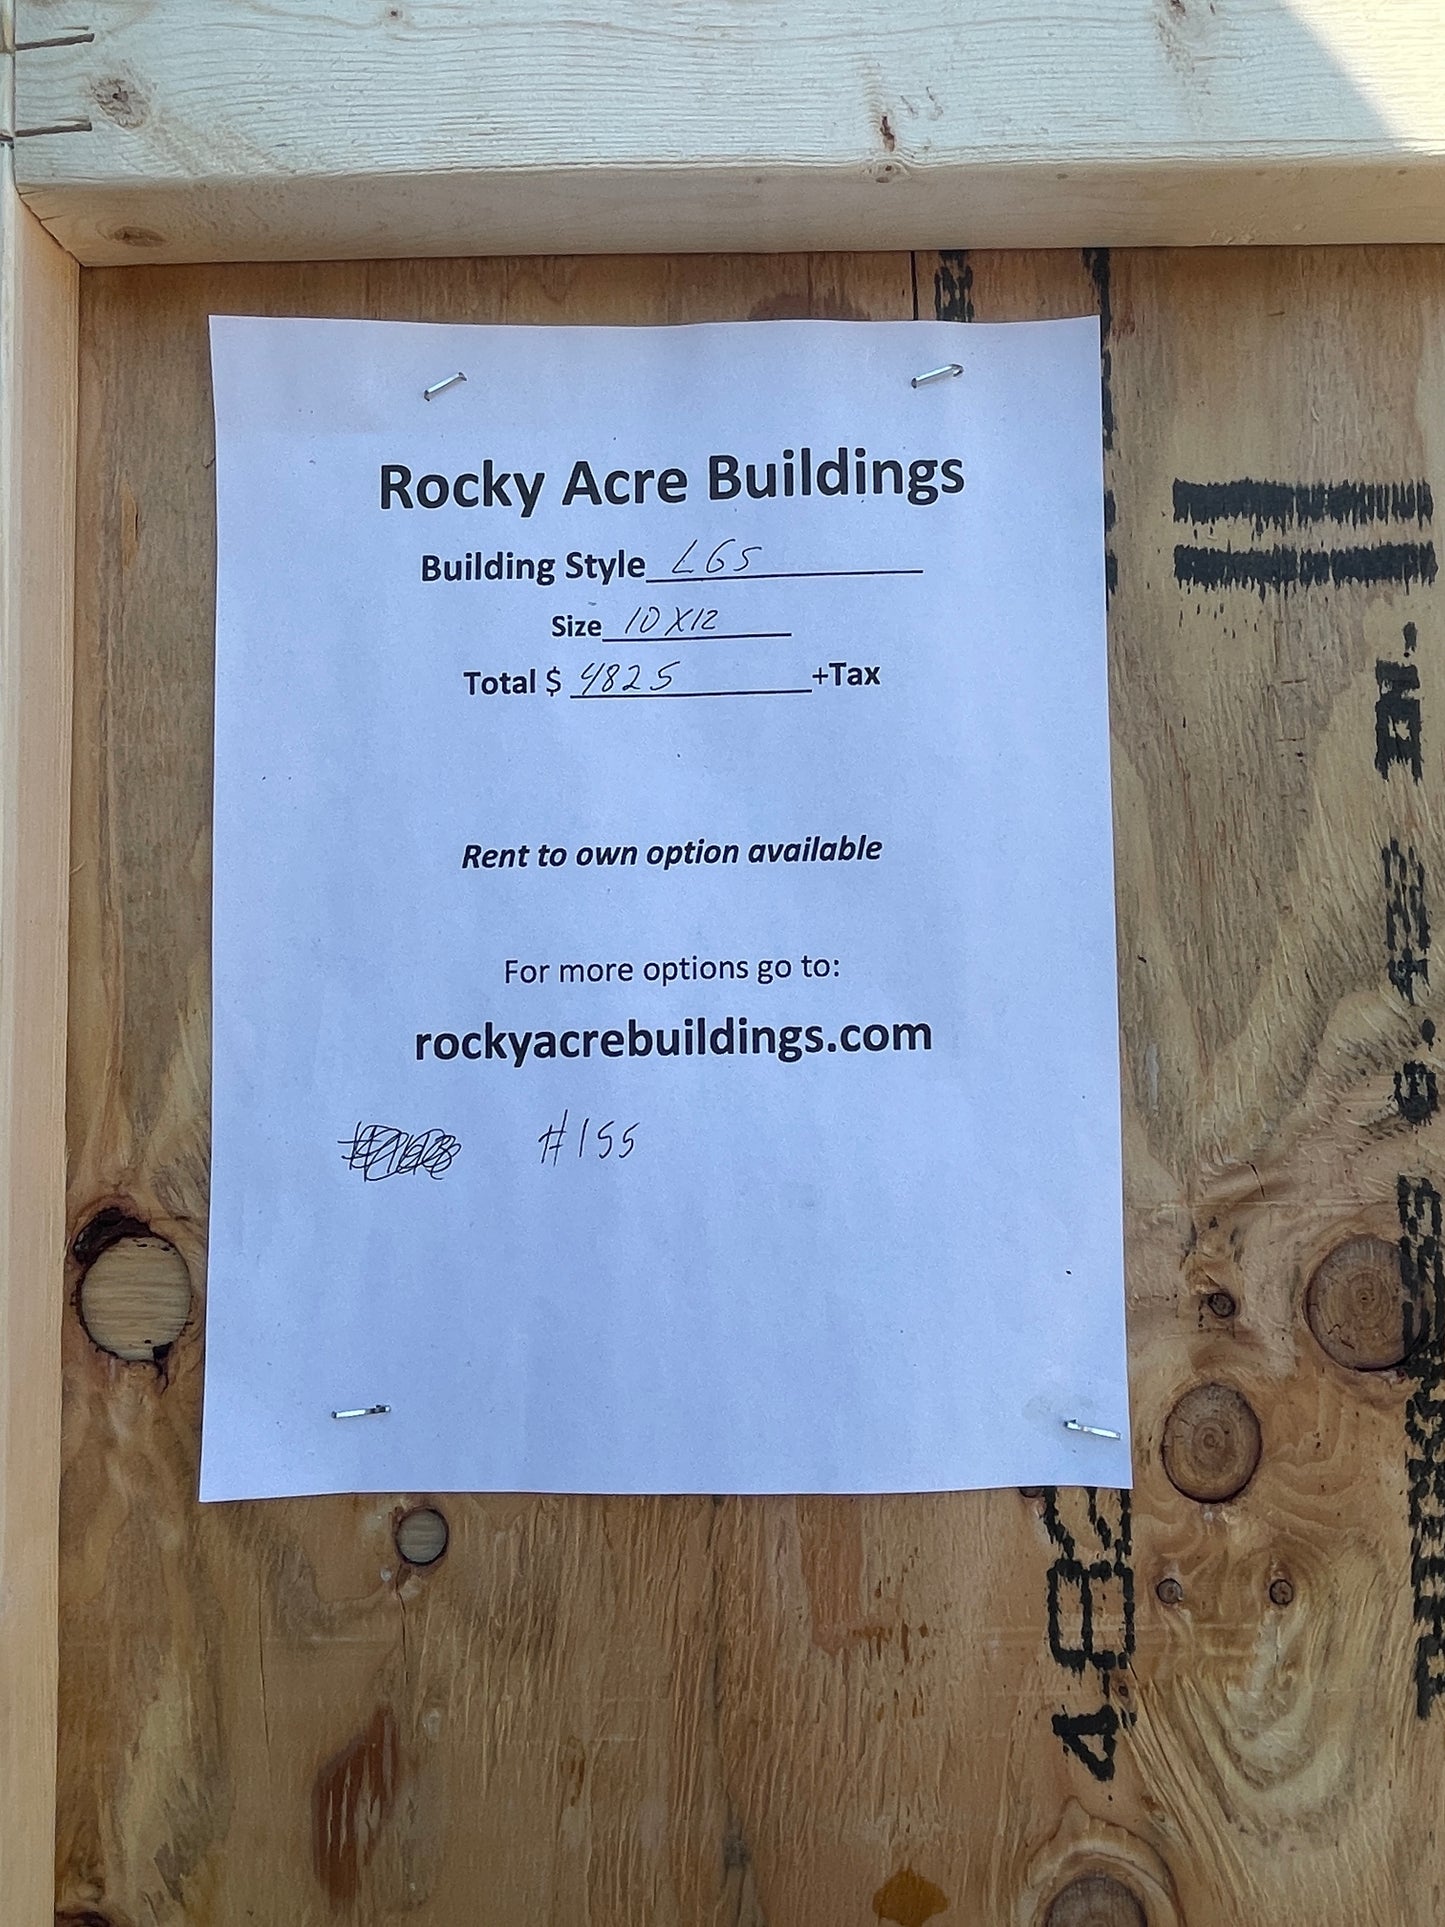 Rocky Acre Buildings
Building Style LGS
Size 10X12
Total $ 4825 +Tax
Rent to own option available
For more options go to:
rockyacrebuildings.com
#155
IN.